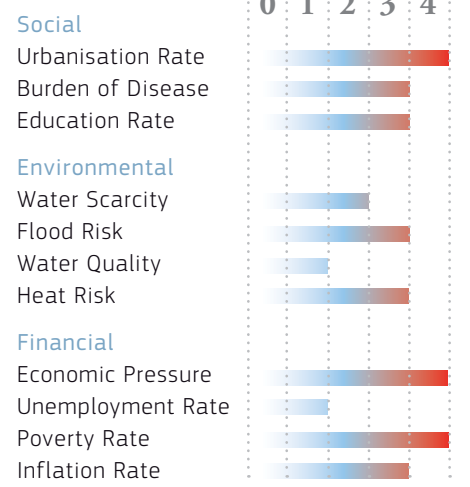 0 1 2 3 4
Social
Urbanisation Rate
Burden of Disease
Education Rate
Environmental
Water Scarcity
Flood Risk
Water Quality
Heat Risk
Financial
Economic Pressure
Unemployment Rate
Poverty Rate
Inflation Rate